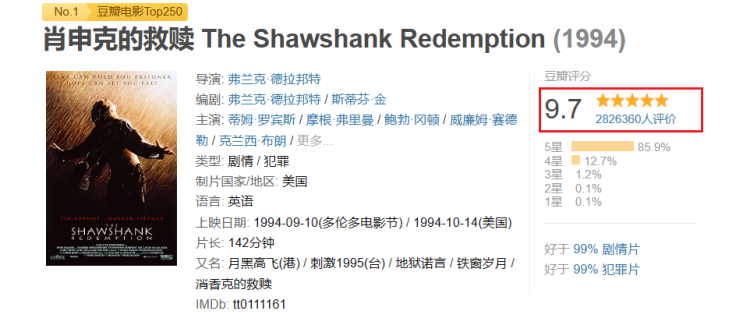 No.1 豆瓣电影Top250
肖申克的救赎 The Shawshank Redemption (1994)
FEAR CAN HOLD YOU PRISONER.
HOPE CAN SET YOU FREE.
TIM ROBBINS MORGAN FREEMAN
THE
SHAWSHANK
REDEMPTION
导演: 弗兰克·德拉邦特
编剧: 弗兰克·德拉邦特 / 斯蒂芬·金
主演: 蒂姆·罗宾斯 / 摩根·弗里曼 / 鲍勃·冈顿 / 威廉姆·赛德
勒 / 克兰西·布朗 / 更多...
类型: 剧情 / 犯罪
制片国家/地区: 美国
语言: 英语
上映日期: 1994-09-10(多伦多电影节) / 1994-10-14(美国)
片长: 142分钟
又名: 月黑高飞(港) / 刺激1995(台) / 地狱诺言 / 铁窗岁月 /
消香克的救赎
IMDb: tt0111161
豆瓣评分
9.7
2826360人评价
5星 85.9%
4星 12.7%
3星 1.2%
2星 0.1%
1星 0.1%
好于 99% 剧情片
好于 99% 犯罪片